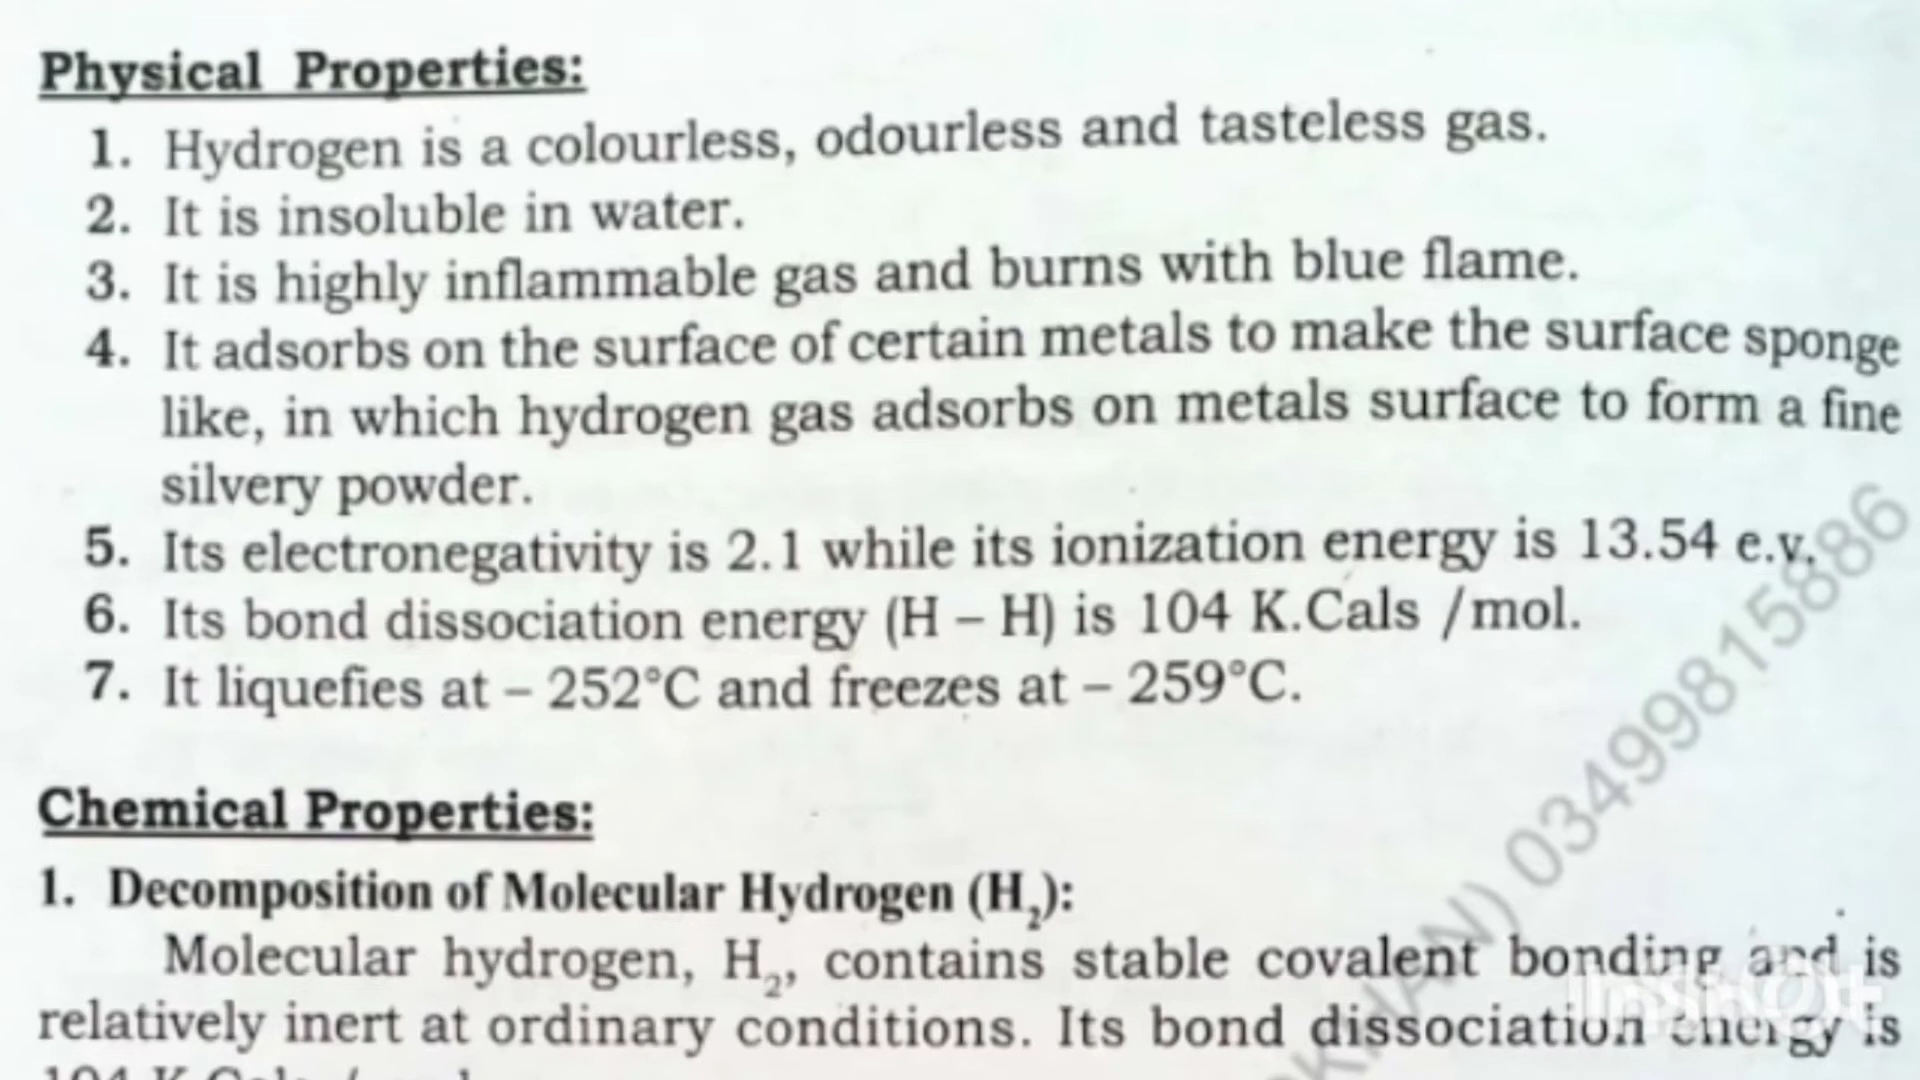 Physical Properties:
1. Hydrogen is a colourless, odourless and tasteless gas.
2. It is insoluble in water.
3. It is highly inflammable gas and burns with blue flame.
4. It adsorbs on the surface of certain metals to make the surface sponge
like, in which hydrogen gas adsorbs on metals surface to form a fine
silvery powder.
5. Its electronegativity is 2.1 while its ionization energy is 13.54 e.v.
6. Its bond dissociation energy (H – H) is 104 K.Cals /mol.
7. It liquefies at – 252°C and freezes at – 259°C.
Chemical Properties:
1. Decomposition of Molecular Hydrogen (H₂):
Molecular hydrogen, H₂, contains stable covalent bonding and is
relatively inert at ordinary conditions. Its bond dissociation energy is
03499815886